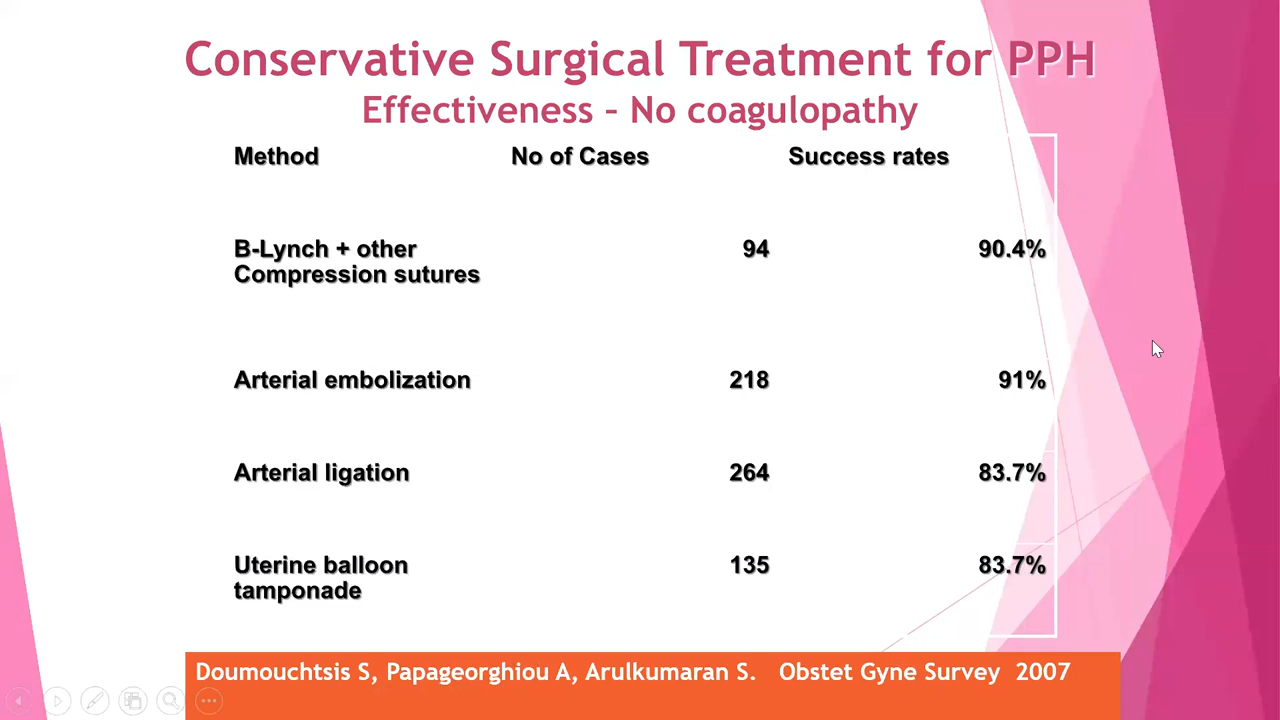 Conservative Surgical Treatment for PPH
Effectiveness – No coagulopathy
Method No of Cases Success rates
B-Lynch + other
Compression sutures 94 90.4%
Arterial embolization 218 91%
Arterial ligation 264 83.7%
Uterine balloon
tamponade 135 83.7%
Doumouchtsis S, Papageorghiou A, Arulkumaran S. Obstet Gyne Survey 2007